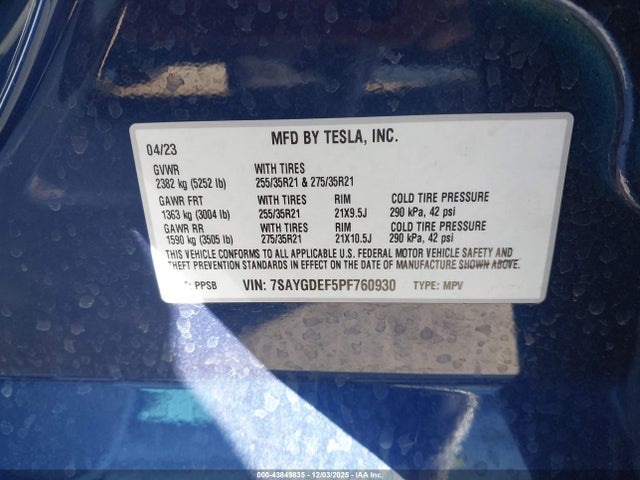 MFD BY TESLA, INC.
04/23
GVWR WITH TIRES
2382 kg (5252 lb) 255/35R21 & 275/35R21
GAWR FRT WITH TIRES RIM COLD TIRE PRESSURE
1363 kg (3004 lb) 255/35R21 21X9.5J 290 kPa, 42 psi
GAWR RR WITH TIRES RIM COLD TIRE PRESSURE
1590 kg (3505 lb) 275/35R21 21X10.5J 290 kPa, 42 psi
THIS VEHICLE CONFORMS TO ALL APPLICABLE U.S. FEDERAL MOTOR VEHICLE SAFETY AND
THEFT PREVENTION STANDARDS IN EFFECT ON THE DATE OF MANUFACTURE SHOWN ABOVE.
PPSB VIN: 7SAYGDEF5PF760930 TYPE: MPV
000-43849835 - 12/03/2025 - IAAI.COM